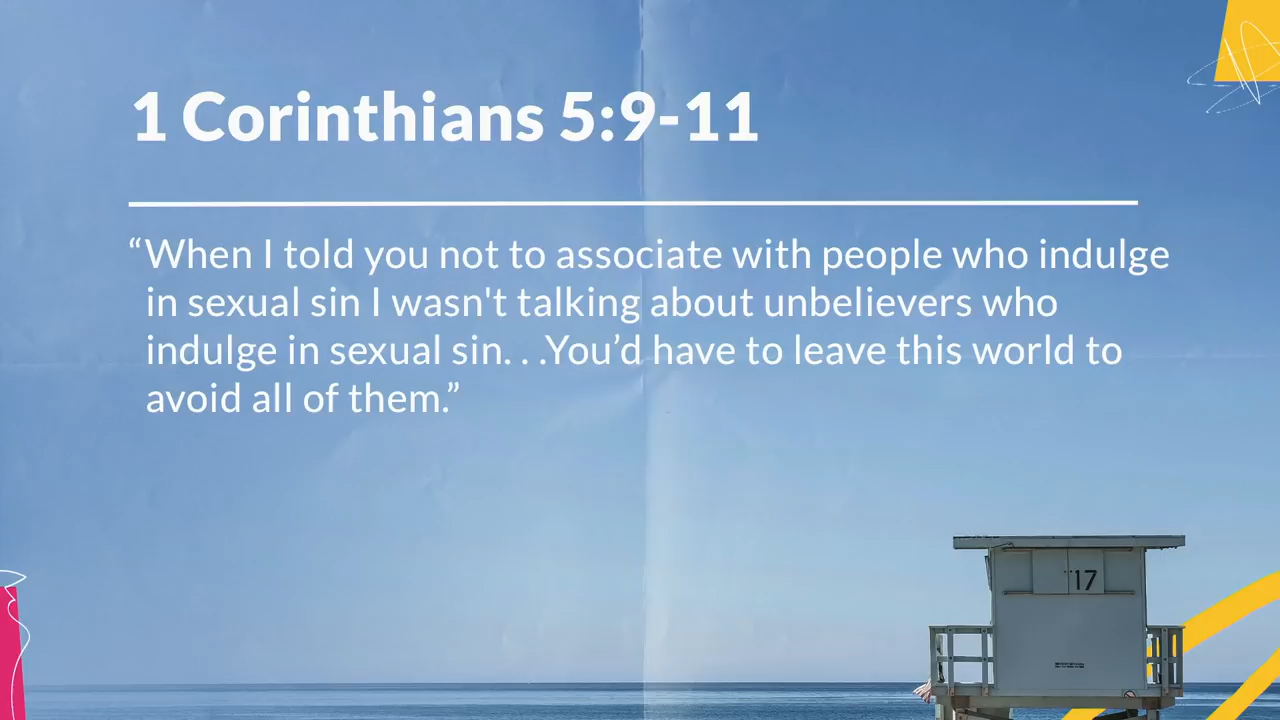 1 Corinthians 5:9-11
“When I told you not to associate with people who indulge
in sexual sin I wasn't talking about unbelievers who
indulge in sexual sin. . .You’d have to leave this world to
avoid all of them.”
17